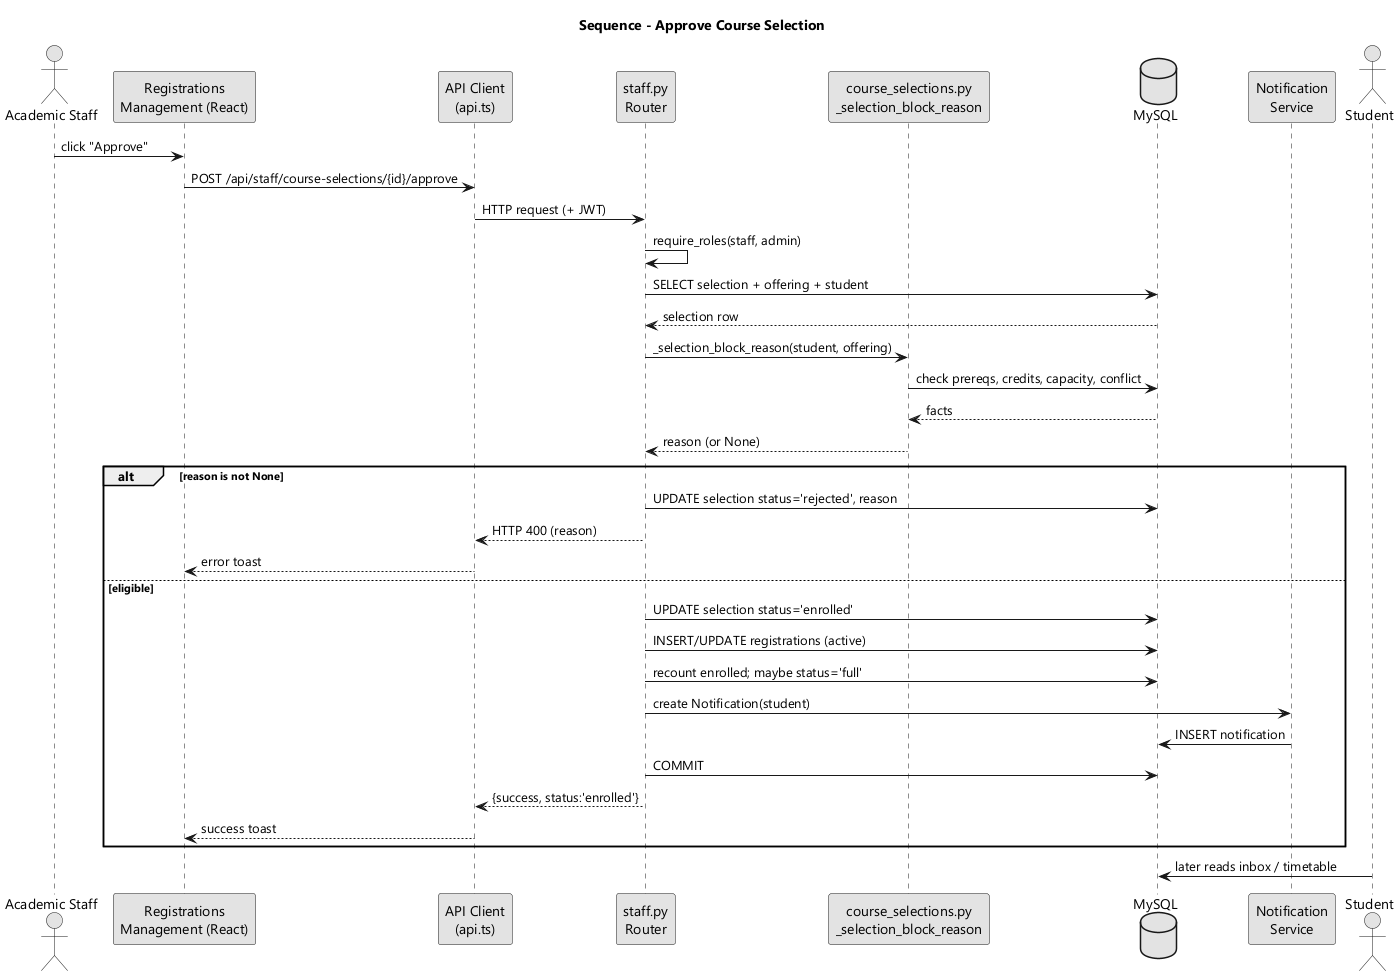 Sequence - Approve Course Selection
Academic Staff
Registrations
Management (React)
API Client
(api.ts)
staff.py
Router
course_selections.py
_selection_block_reason
MySQL
Notification
Service
Student
click "Approve"
POST /api/staff/course-selections/{id}/approve
HTTP request (+ JWT)
require_roles(staff, admin)
SELECT selection + offering + student
selection row
_selection_block_reason(student, offering)
check prereqs, credits, capacity, conflict
facts
reason (or None)
alt [reason is not None]
UPDATE selection status='rejected', reason
HTTP 400 (reason)
error toast
[eligible]
UPDATE selection status='enrolled'
INSERT/UPDATE registrations (active)
recount enrolled; maybe status='full'
create Notification(student)
INSERT notification
COMMIT
{success, status:'enrolled'}
success toast
later reads inbox / timetable
Academic Staff
Registrations
Management (React)
API Client
(api.ts)
staff.py
Router
course_selections.py
_selection_block_reason
MySQL
Notification
Service
Student